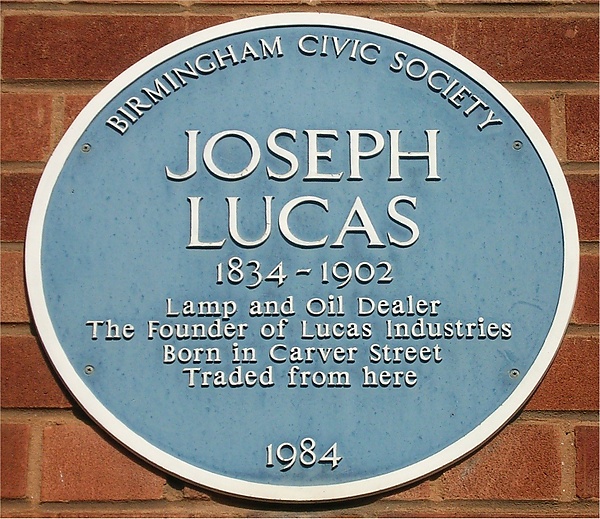 BIRMINGHAM CIVIC SOCIETY
JOSEPH
LUCAS
1834 - 1902
Lamp and Oil Dealer
The Founder of Lucas Industries
Born in Carver Street
Traded from here
1984